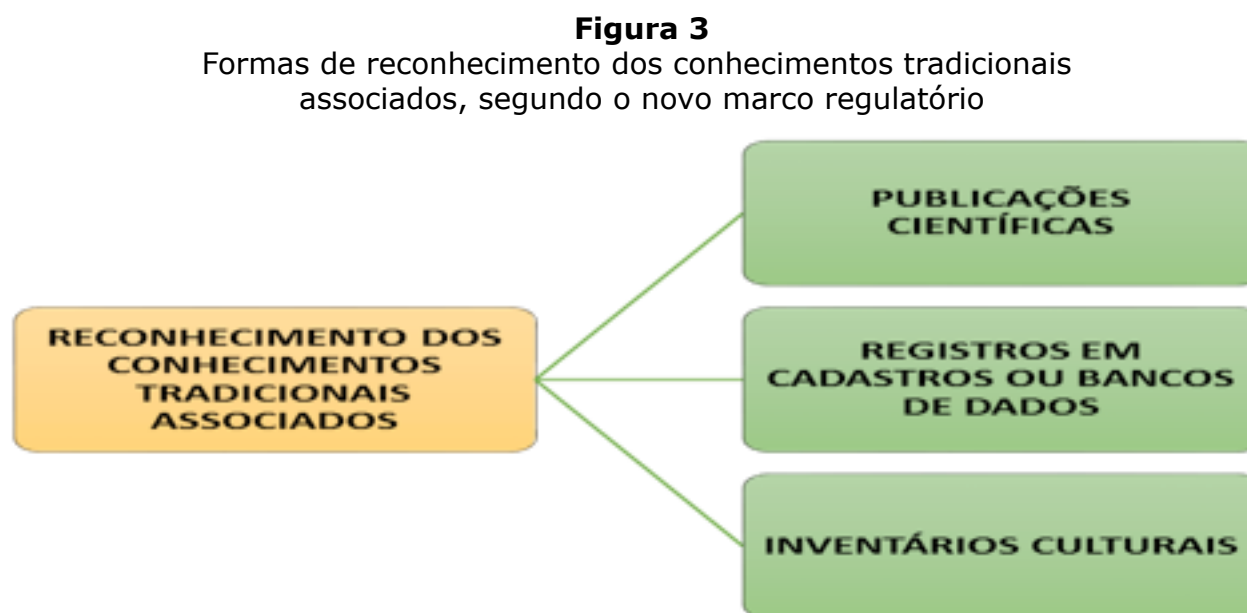 Figura 3
Formas de reconhecimento dos conhecimentos tradicionais
associados, segundo o novo marco regulatório
PUBLICAÇÕES
CIENTÍFICAS
RECONHECIMENTO DOS
CONHECIMENTOS
TRADICIONAIS
ASSOCIADOS
REGISTROS EM
CADASTROS OU BANCOS
DE DADOS
INVENTÁRIOS CULTURAIS